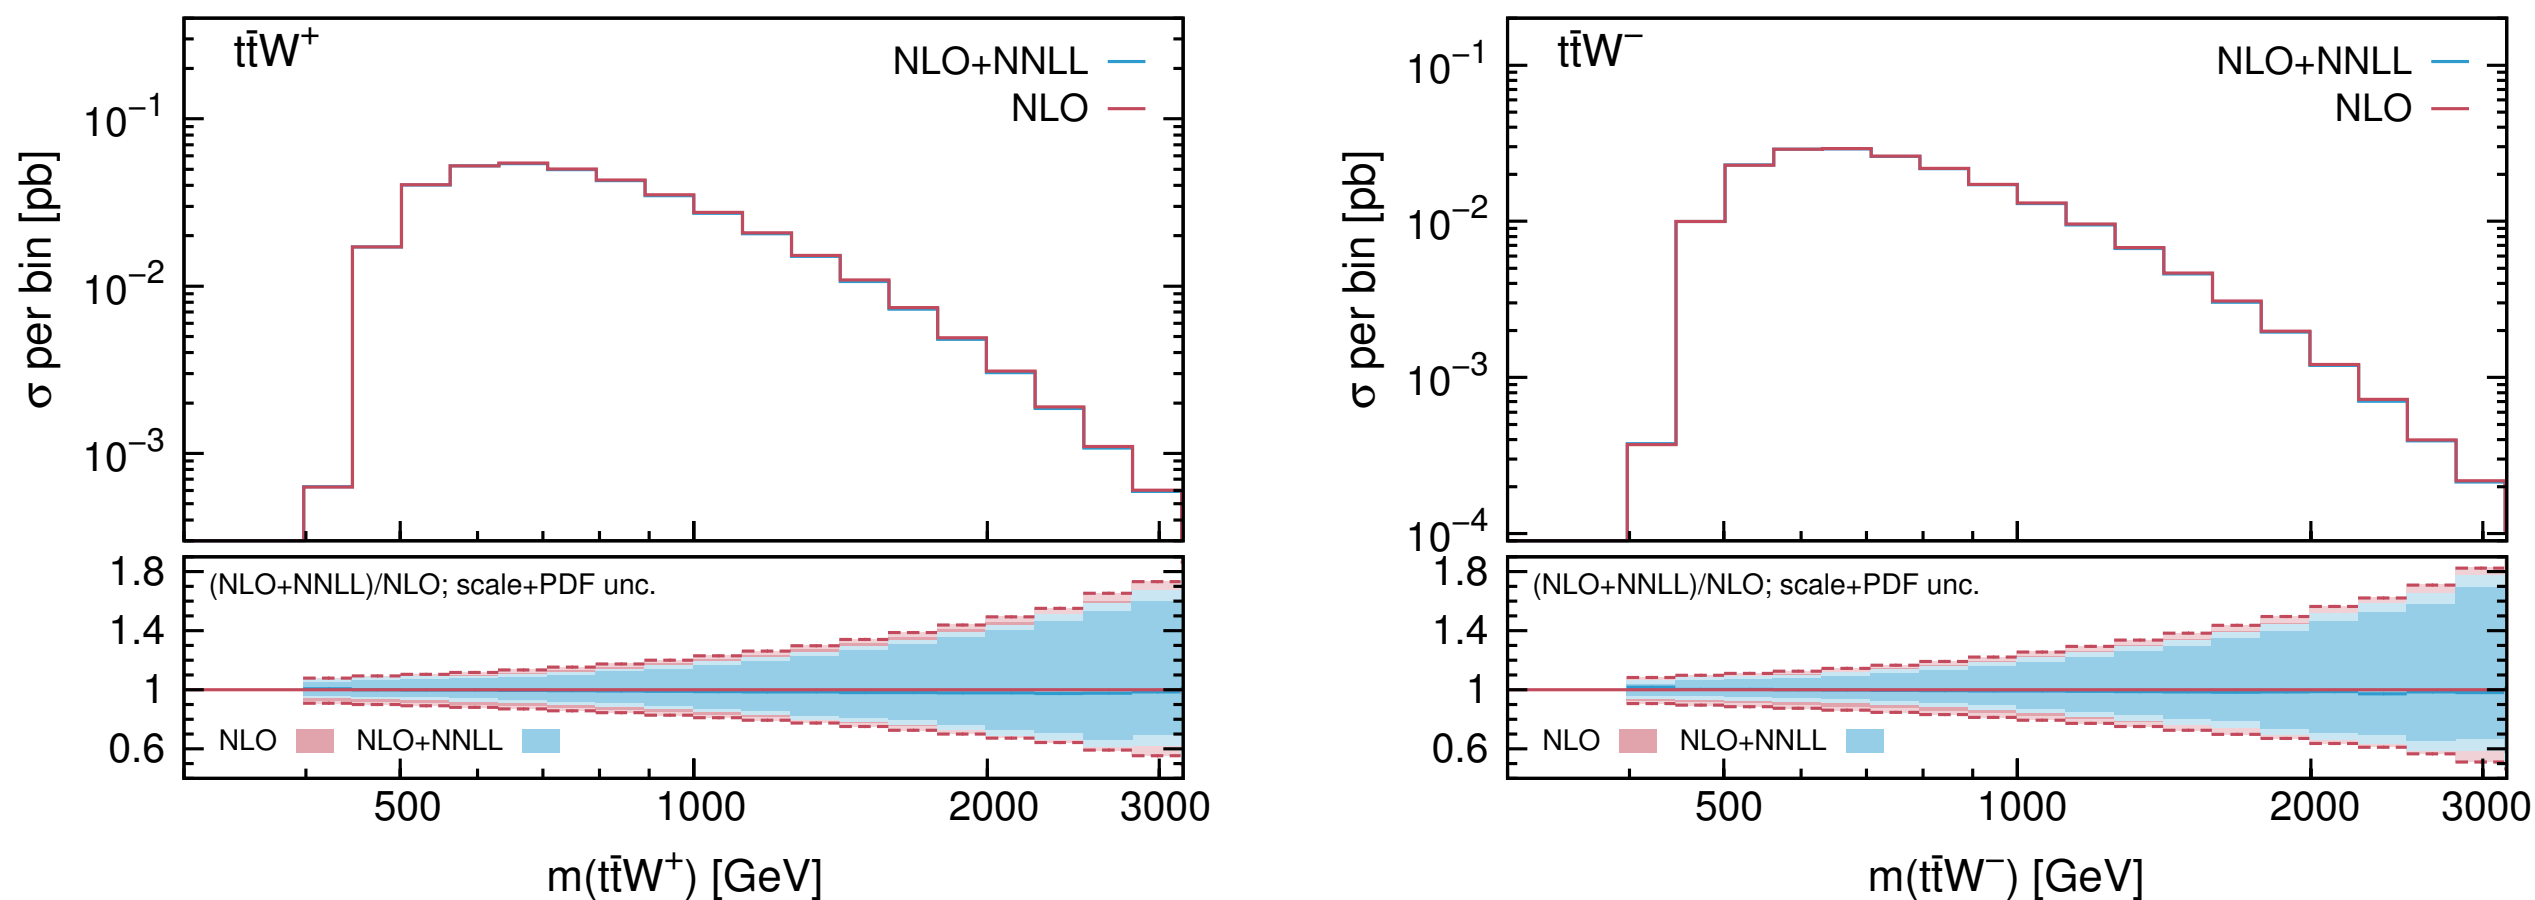 tt̄W⁺
NLO+NNLL
NLO
σ per bin [pb]
10⁻¹
10⁻²
10⁻³
(NLO+NNLL)/NLO; scale+PDF unc.
1.8
1.4
1
0.6
NLO NLO+NNLL
500 1000 2000 3000
m(tt̄W⁺) [GeV]
tt̄W⁻
NLO+NNLL
NLO
σ per bin [pb]
10⁻¹
10⁻²
10⁻³
10⁻⁴
(NLO+NNLL)/NLO; scale+PDF unc.
1.8
1.4
1
0.6
NLO NLO+NNLL
500 1000 2000 3000
m(tt̄W⁻) [GeV]